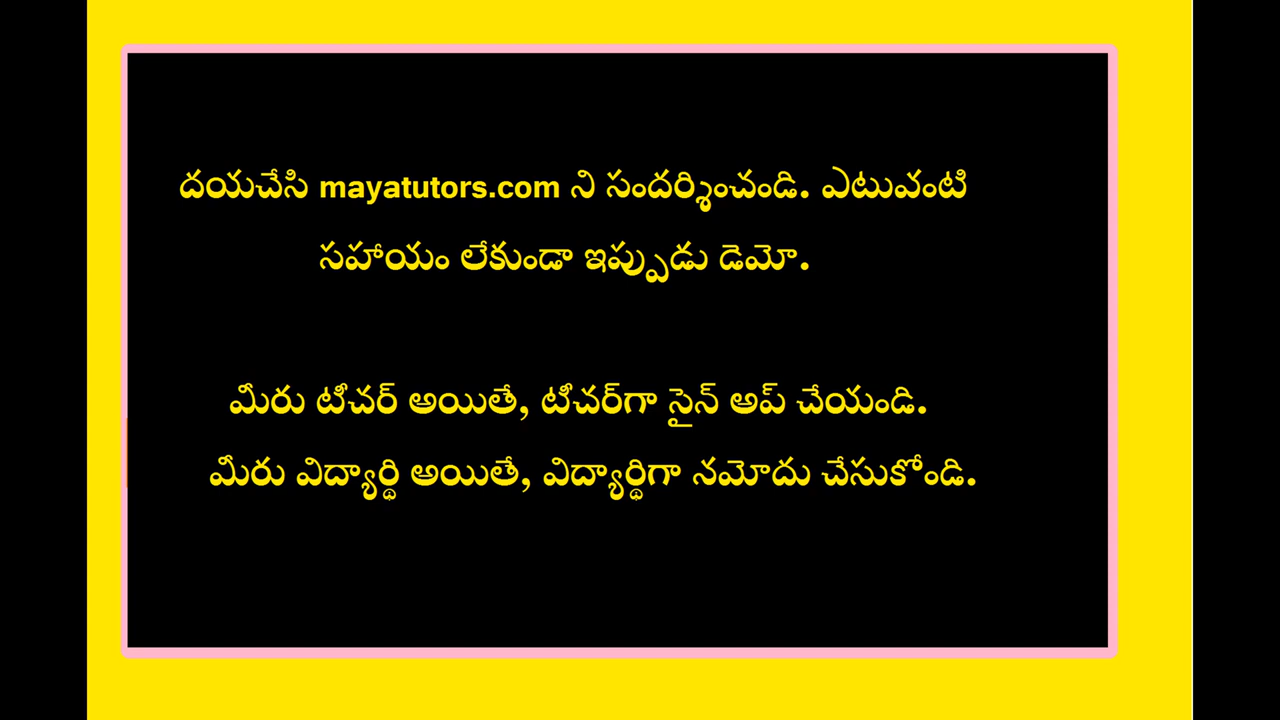 దయచేసి mayatutors.com ని సందర్శించండి. ఎటువంటి
సహాయం లేకుండా ఇప్పుడు డెమో.
మీరు టీచర్ అయితే, టీచర్‌గా సైన్ అప్ చేయండి.
మీరు విద్యార్థి అయితే, విద్యార్థిగా నమోదు చేసుకోండి.